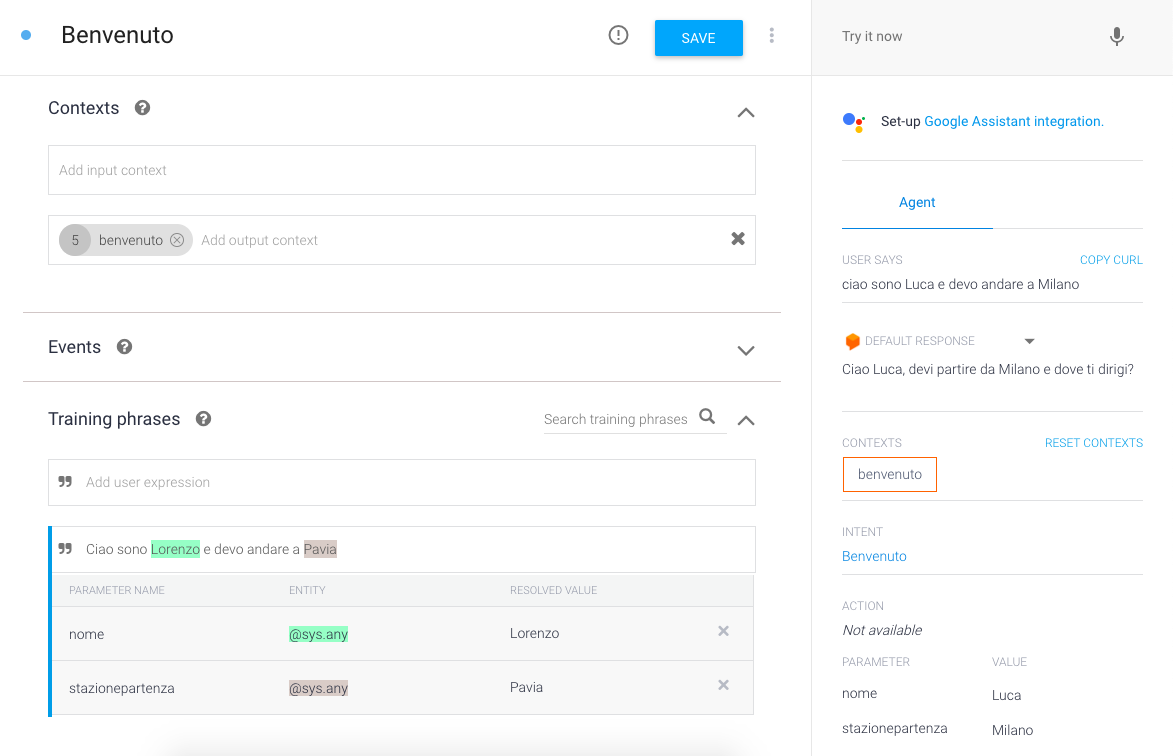 Benvenuto
SAVE
Contexts
Add input context
5 benvenuto Add output context
Events
Training phrases Search training phrases
Add user expression
Ciao sono Lorenzo e devo andare a Pavia
PARAMETER NAME ENTITY RESOLVED VALUE
nome @sys.any Lorenzo
stazionepartenza @sys.any Pavia
Try it now
Set-up Google Assistant integration.
Agent
USER SAYS COPY CURL
ciao sono Luca e devo andare a Milano
DEFAULT RESPONSE
Ciao Luca, devi partire da Milano e dove ti dirigi?
CONTEXTS RESET CONTEXTS
benvenuto
INTENT
Benvenuto
ACTION
Not available
PARAMETER VALUE
nome Luca
stazionepartenza Milano